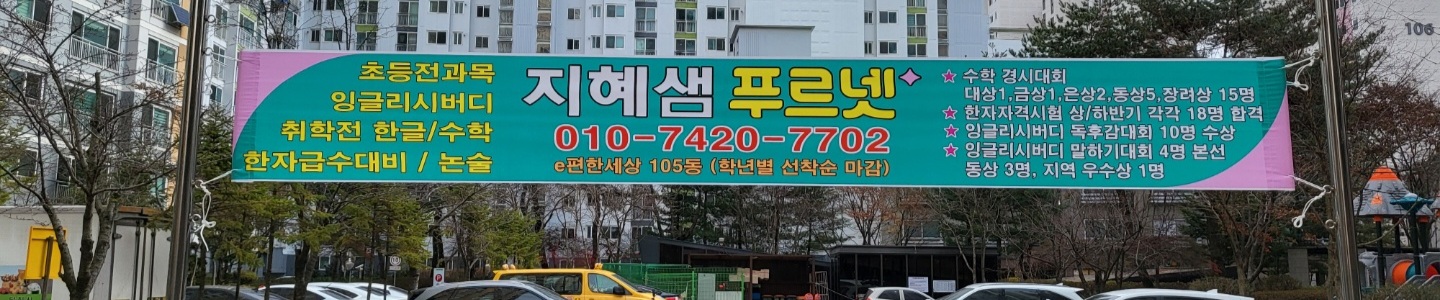 초등전과목
잉글리시버디
취학전 한글/수학
한자급수대비 / 논술
지혜샘 푸르넷
010-7420-7702
e편한세상 105동 (학년별 선착순 마감)
★ 수학 경시대회
대상1,금상1,은상2,동상5,장려상 15명
★ 한자자격시험 상/하반기 각각 18명 합격
★ 잉글리시버디 독후감대회 10명 수상
★ 잉글리시버디 말하기대회 4명 본선
동상 3명, 지역 우수상 1명
106